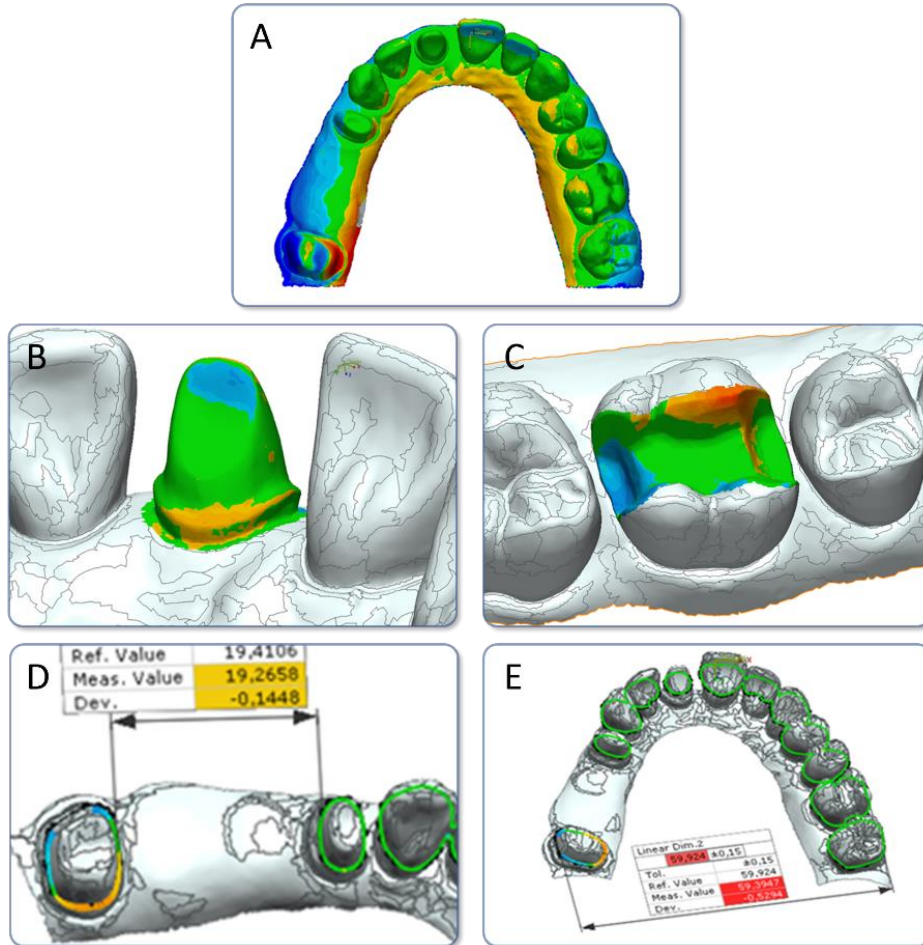 A
B
C
D
Ref. Value 19,4106
Meas. Value 19,2658
Dev. -0,1448
E
Linear Dim.2
59,924 ±0,15
Tol. ±0,15
Ref. Value 59,924
Meas. Value 59,3947
Dev. -0,5294